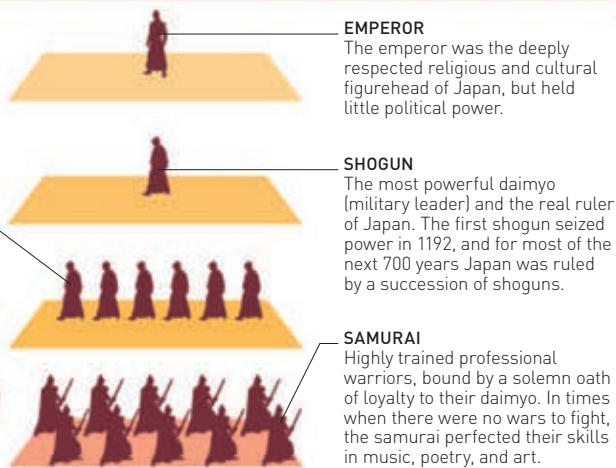 EMPEROR
The emperor was the deeply
respected religious and cultural
figurehead of Japan, but held
little political power.
SHOGUN
The most powerful daimyo
(military leader) and the real ruler
of Japan. The first shogun seized
power in 1192, and for most of the
next 700 years Japan was ruled
by a succession of shoguns.
SAMURAI
Highly trained professional
warriors, bound by a solemn oath
of loyalty to their daimyo. In times
when there were no wars to fight,
the samurai perfected their skills
in music, poetry, and art.